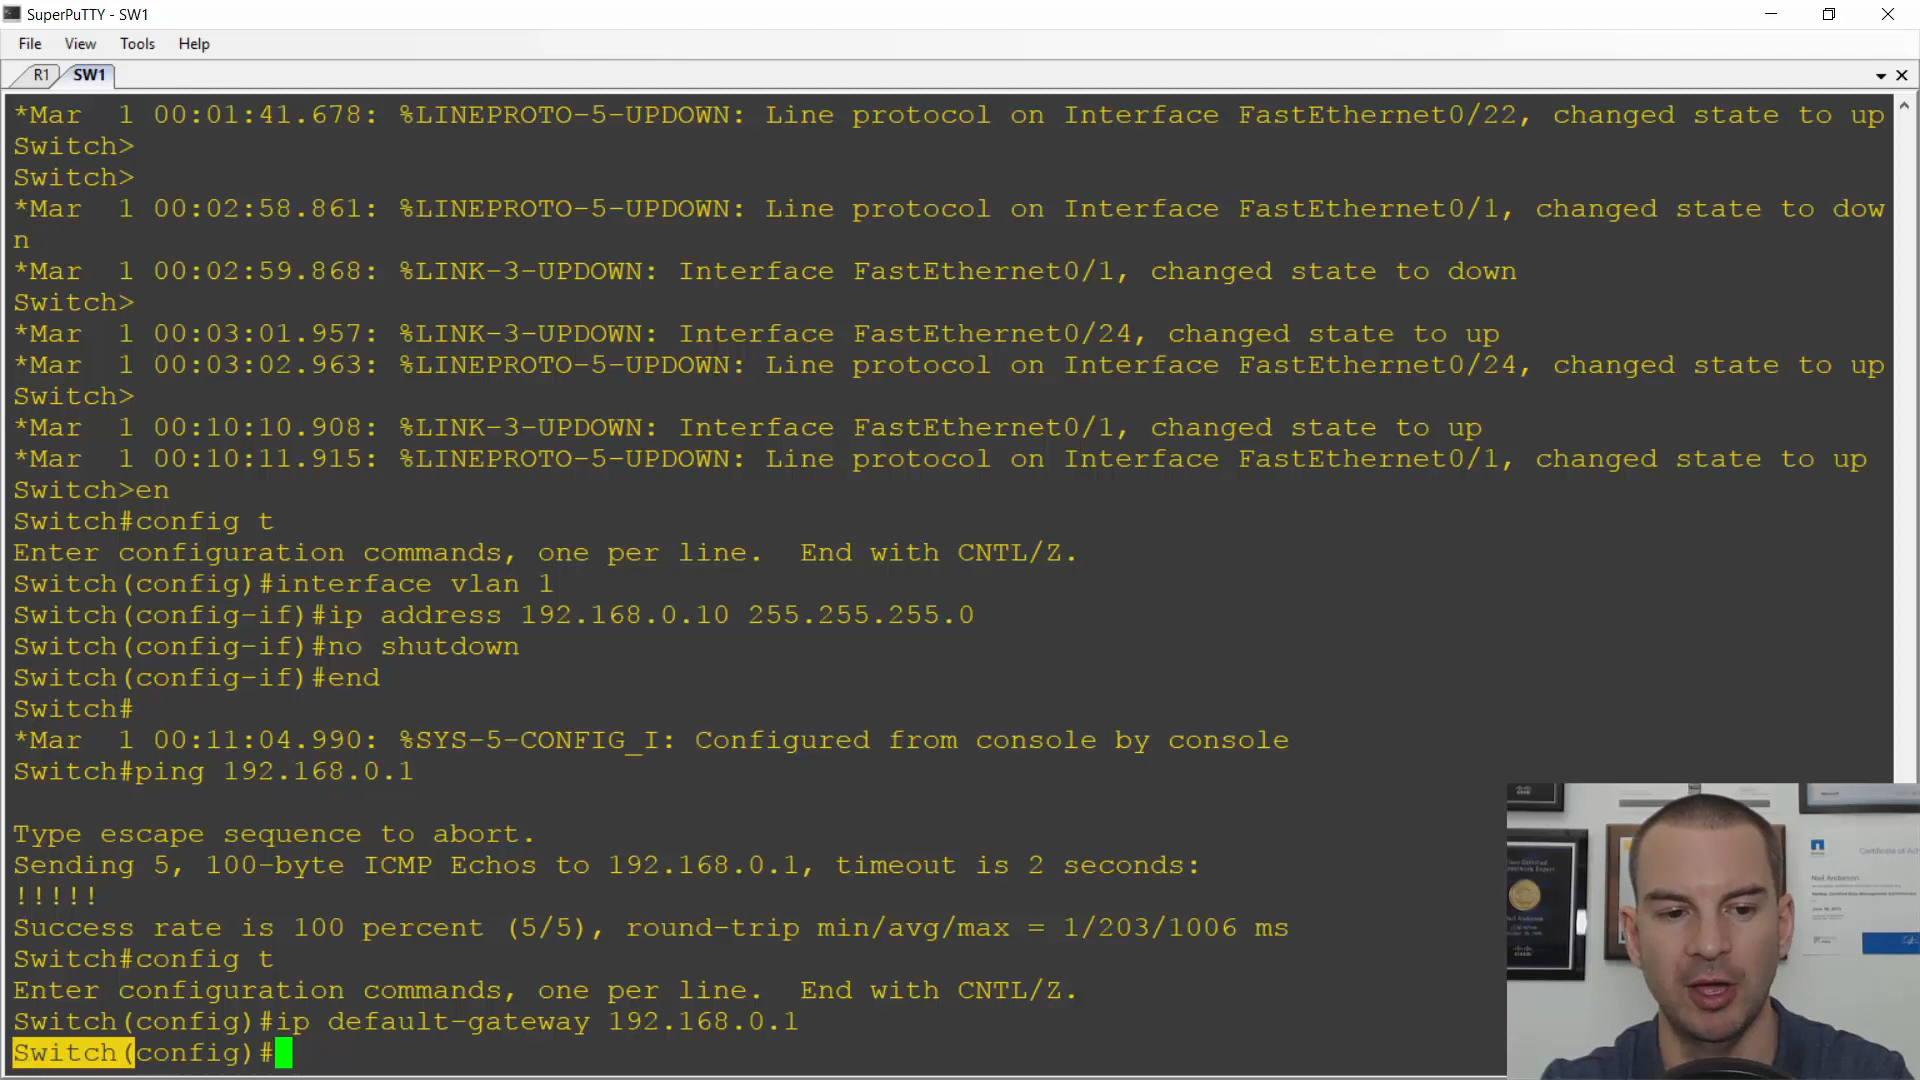 SuperPuTTY - SW1
File View Tools Help
R1 SW1
*Mar  1 00:01:41.678: %LINEPROTO-5-UPDOWN: Line protocol on Interface FastEthernet0/22, changed state to up
Switch>
Switch>
*Mar  1 00:02:58.861: %LINEPROTO-5-UPDOWN: Line protocol on Interface FastEthernet0/1, changed state to dow
n
*Mar  1 00:02:59.868: %LINK-3-UPDOWN: Interface FastEthernet0/1, changed state to down
Switch>
*Mar  1 00:03:01.957: %LINK-3-UPDOWN: Interface FastEthernet0/24, changed state to up
*Mar  1 00:03:02.963: %LINEPROTO-5-UPDOWN: Line protocol on Interface FastEthernet0/24, changed state to up
Switch>
*Mar  1 00:10:10.908: %LINK-3-UPDOWN: Interface FastEthernet0/1, changed state to up
*Mar  1 00:10:11.915: %LINEPROTO-5-UPDOWN: Line protocol on Interface FastEthernet0/1, changed state to up
Switch>en
Switch#config t
Enter configuration commands, one per line.  End with CNTL/Z.
Switch(config)#interface vlan 1
Switch(config-if)#ip address 192.168.0.10 255.255.255.0
Switch(config-if)#no shutdown
Switch(config-if)#end
Switch#
*Mar  1 00:11:04.990: %SYS-5-CONFIG_I: Configured from console by console
Switch#ping 192.168.0.1
Type escape sequence to abort.
Sending 5, 100-byte ICMP Echos to 192.168.0.1, timeout is 2 seconds:
!!!!!
Success rate is 100 percent (5/5), round-trip min/avg/max = 1/203/1006 ms
Switch#config t
Enter configuration commands, one per line.  End with CNTL/Z.
Switch(config)#ip default-gateway 192.168.0.1
Switch(config)#
Neil Anderson